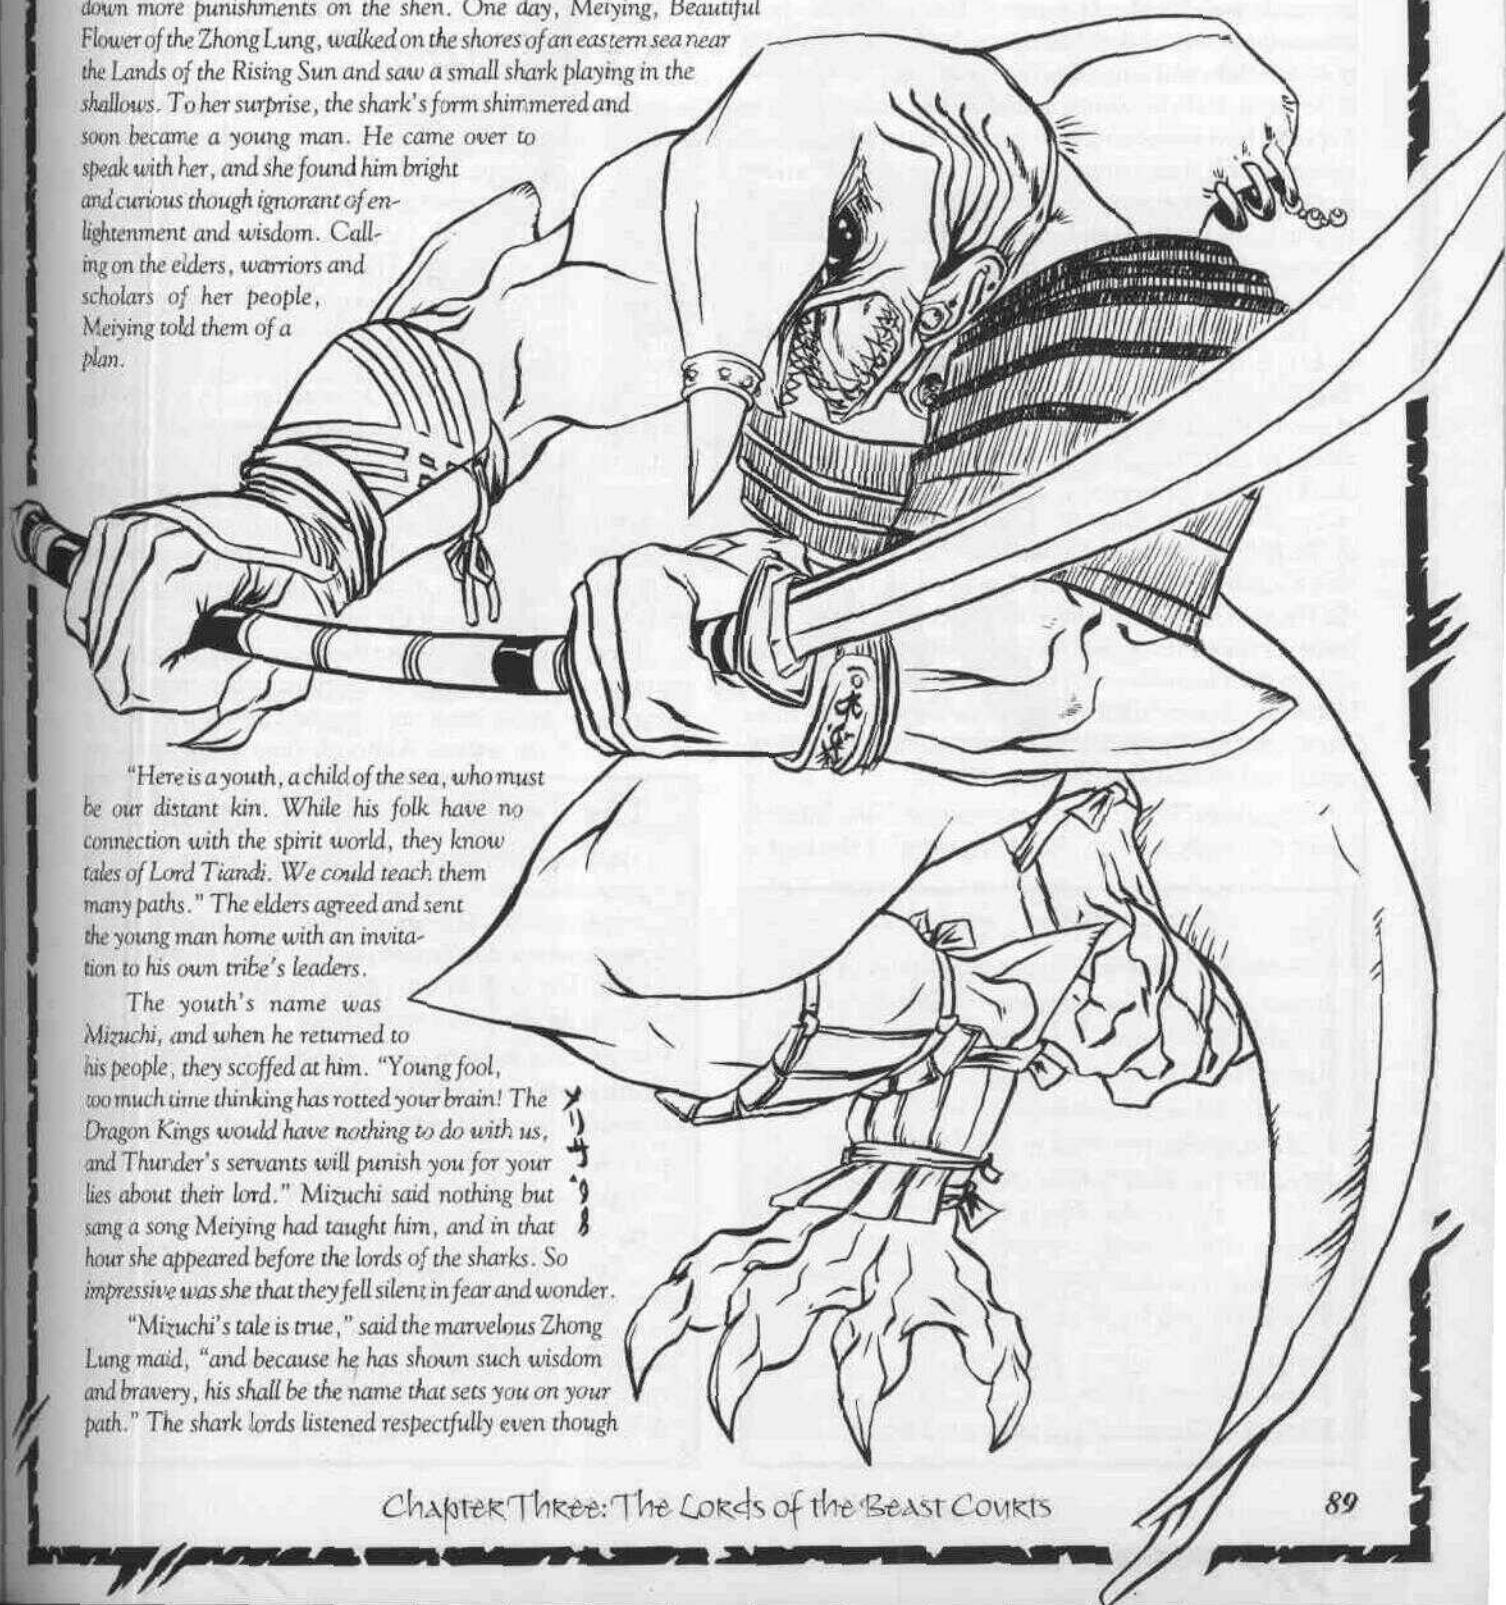 down more punishments on the shen. One day, Meiying, Beautiful
Flower of the Zhong Lung, walked on the shores of an eastern sea near
the Lands of the Rising Sun and saw a small shark playing in the
shallows. To her surprise, the shark's form shimmered and
soon became a young man. He came over to
speak with her, and she found him bright
and curious though ignorant of en-
lightenment and wisdom. Call-
ing on the elders, warriors and
scholars of her people,
Meiying told them of a
plan.
"Here is a youth, a child of the sea, who must
be our distant kin. While his folk have no
connection with the spirit world, they know
tales of Lord Tiandi. We could teach them
many paths." The elders agreed and sent
the young man home with an invita-
tion to his own tribe's leaders.
The youth's name was
Mizuchi, and when he returned to
his people, they scoffed at him. "Young fool,
too much time thinking has rotted your brain! The
Dragon Kings would have nothing to do with us,
and Thunder's servants will punish you for your
lies about their lord." Mizuchi said nothing but
sang a song Meiying had taught him, and in that
hour she appeared before the lords of the sharks. So
impressive was she that they fell silent in fear and wonder.
"Mizuchi's tale is true," said the marvelous Zhong
Lung maid, "and because he has shown such wisdom
and bravery, his shall be the name that sets you on your
path." The shark lords listened respectfully even though
Chapter Three: The Lords of the Beast Courts
89